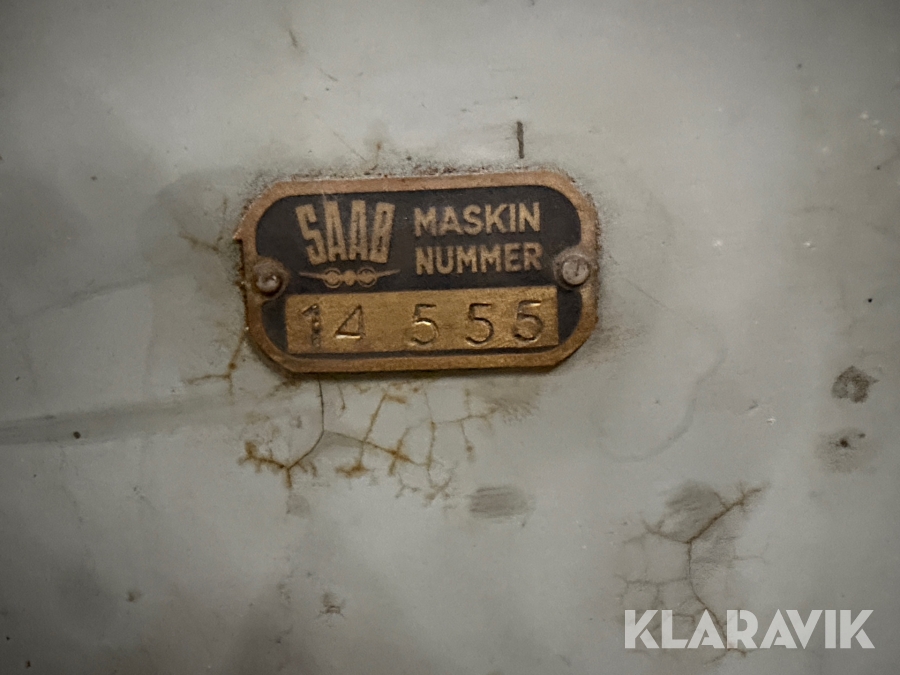 SAAB MASKIN
NUMMER
14 555
KLARAVIK